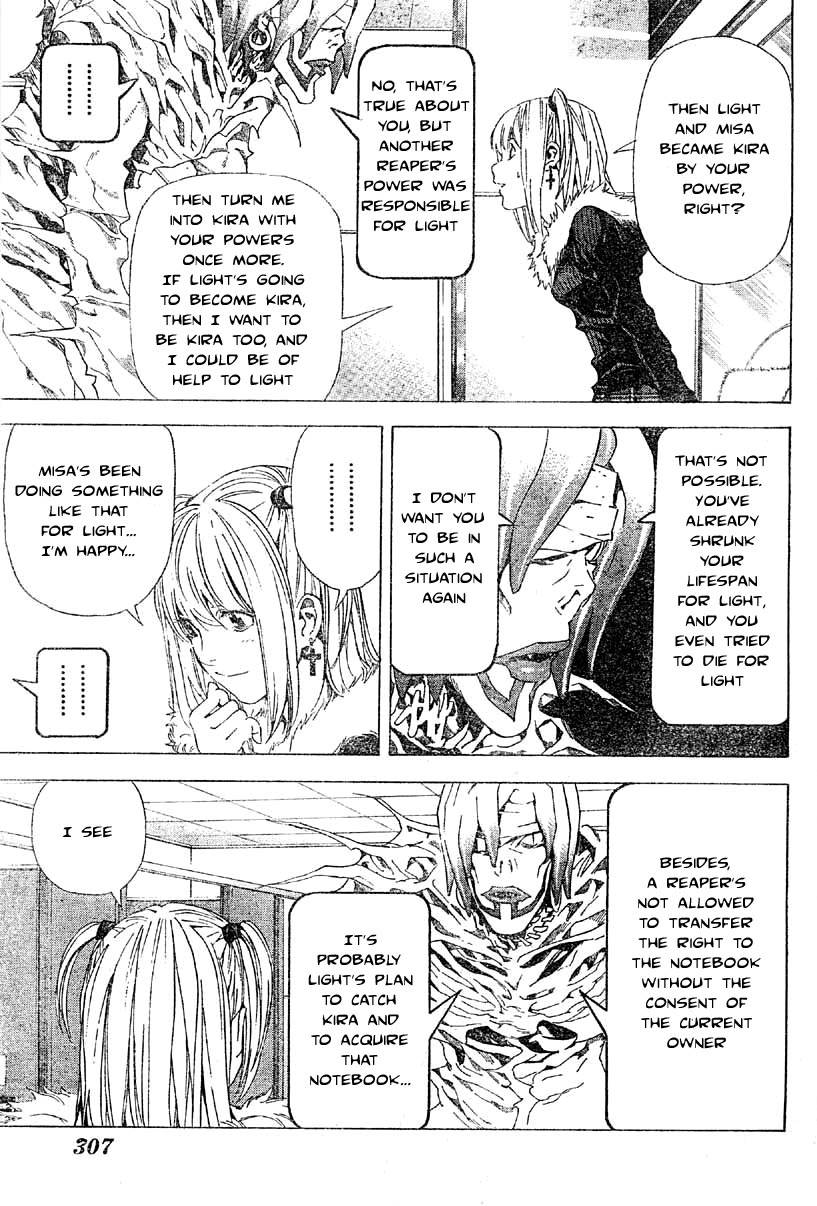 THEN LIGHT
AND MISA
BECAME KIRA
BY YOUR
POWER,
RIGHT?
NO, THAT'S
TRUE ABOUT
YOU, BUT
ANOTHER
REAPER'S
POWER WAS
RESPONSIBLE
FOR LIGHT
THEN TURN ME
INTO KIRA WITH
YOUR POWERS
ONCE MORE.
IF LIGHT'S GOING
TO BECOME KIRA,
THEN I WANT TO
BE KIRA TOO, AND
I COULD BE OF
HELP TO LIGHT
THAT'S NOT
POSSIBLE.
YOU'VE
ALREADY
SHRUNK
YOUR
LIFESPAN
FOR LIGHT,
AND YOU
EVEN TRIED
TO DIE FOR
LIGHT
I DON'T
WANT YOU
TO BE IN
SUCH A
SITUATION
AGAIN
MISA'S BEEN
DOING SOMETHING
LIKE THAT
FOR LIGHT...
I'M HAPPY...
BESIDES,
A REAPER'S
NOT ALLOWED
TO TRANSFER
THE RIGHT TO
THE NOTEBOOK
WITHOUT THE
CONSENT OF
THE CURRENT
OWNER
IT'S
PROBABLY
LIGHT'S PLAN
TO CATCH
KIRA AND
TO ACQUIRE
THAT
NOTEBOOK...
I SEE
307